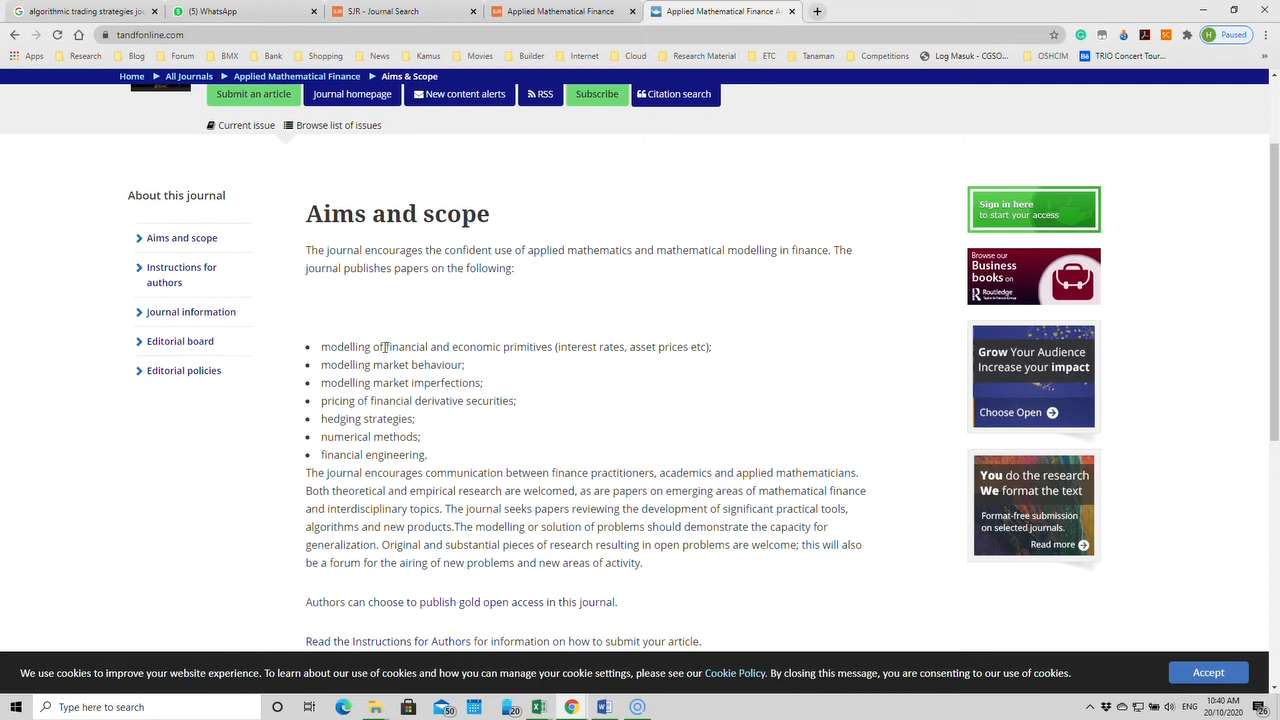 algorithmic trading strategies jou
(5) WhatsApp
SJR - Journal Search
Applied Mathematical Finance
Applied Mathematical Finance A
tandfonline.com
Paused
Apps
Research
Blog
Forum
BMX
Bank
Shopping
News
Kamus
Movies
Builder
Internet
Cloud
Research Material
ETC
Tanaman
Competitions
Log Masuk - CGSO...
OSHCIM
TRIO Concert Tour...
Home
All Journals
Applied Mathematical Finance
Aims & Scope
Submit an article
Journal homepage
New content alerts
RSS
Subscribe
Citation search
Current issue
Browse list of issues
About this journal
Aims and scope
Instructions for
authors
Journal information
Editorial board
Editorial policies
Aims and scope
The journal encourages the confident use of applied mathematics and mathematical modelling in finance. The
journal publishes papers on the following:
modelling of financial and economic primitives (interest rates, asset prices etc);
modelling market behaviour;
modelling market imperfections;
pricing of financial derivative securities;
hedging strategies;
numerical methods;
financial engineering.
The journal encourages communication between finance practitioners, academics and applied mathematicians.
Both theoretical and empirical research are welcomed, as are papers on emerging areas of mathematical finance
and interdisciplinary topics. The journal seeks papers reviewing the development of significant practical tools,
algorithms and new products.The modelling or solution of problems should demonstrate the capacity for
generalization. Original and substantial pieces of research resulting in open problems are welcome; this will also
be a forum for the airing of new problems and new areas of activity.
Authors can choose to publish gold open access in this journal.
Read the Instructions for Authors for information on how to submit your article.
Sign in here
to start your access
Browse our
Business
books on
Routledge
Grow Your Audience
Increase your impact
Choose Open
You do the research
We format the text
Format-free submission
on selected journals.
Read more
We use cookies to improve your website experience. To learn about our use of cookies and how you can manage your cookie settings, please see our Cookie Policy. By closing this message, you are consenting to our use of cookies.
Accept
Type here to search
50
20
ENG
10:40 AM
20/10/2020
26